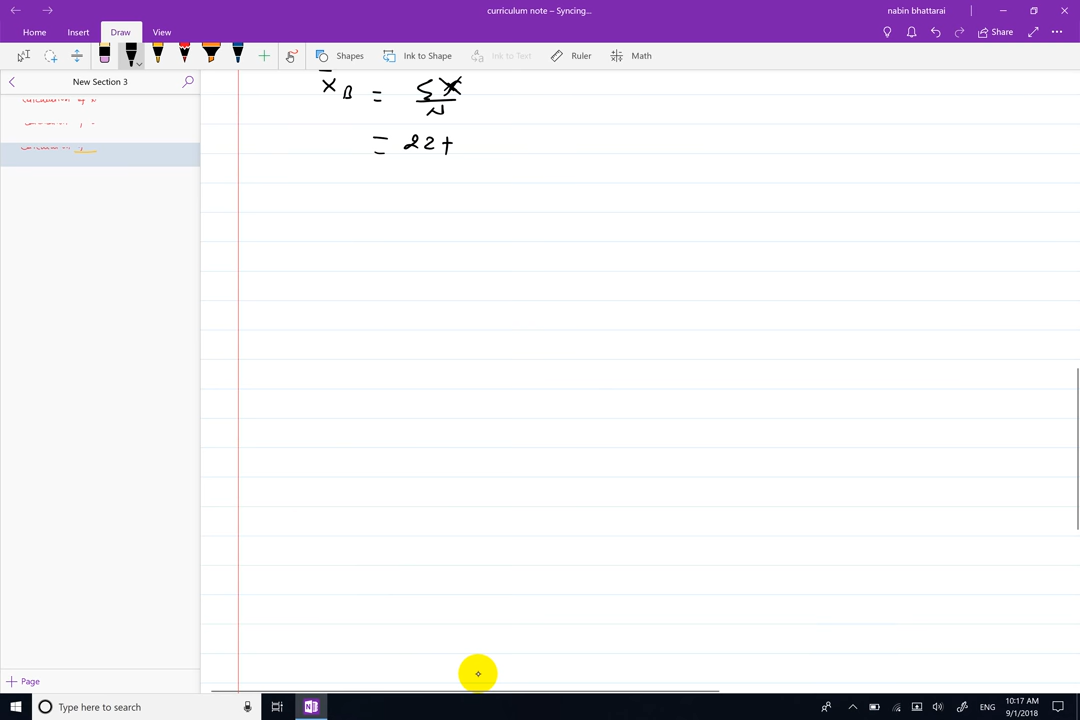 curriculum note – Syncing...
nabin bhattarai
Home Insert Draw View
Share
Shapes Ink to Shape Ink to Text Ruler Math
New Section 3
X̄ B = Σ X / N
= 22 +
+ Page
Type here to search
ENG
10:17 AM
9/1/2018